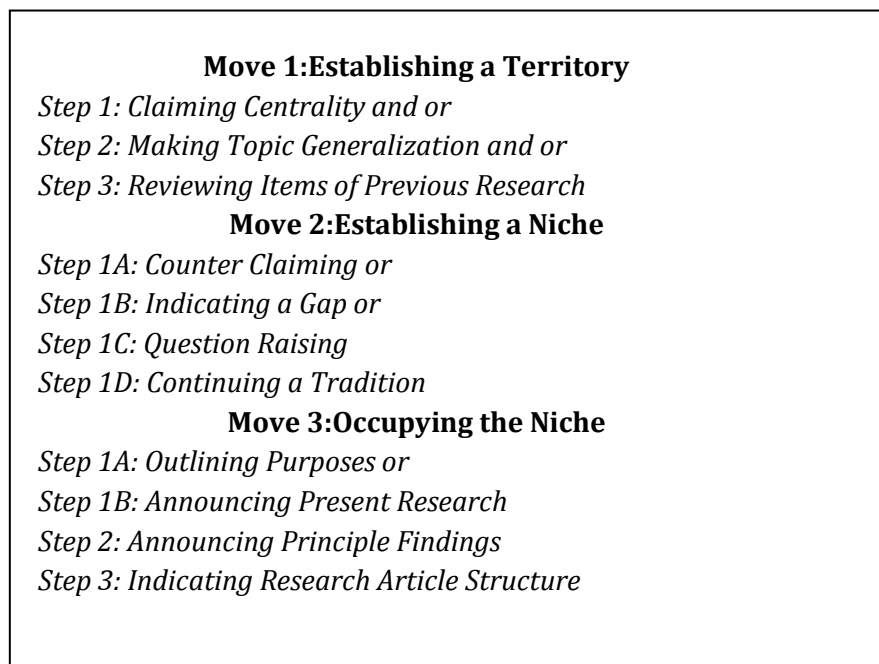 Move 1:Establishing a Territory
Step 1: Claiming Centrality and or
Step 2: Making Topic Generalization and or
Step 3: Reviewing Items of Previous Research
Move 2:Establishing a Niche
Step 1A: Counter Claiming or
Step 1B: Indicating a Gap or
Step 1C: Question Raising
Step 1D: Continuing a Tradition
Move 3:Occupying the Niche
Step 1A: Outlining Purposes or
Step 1B: Announcing Present Research
Step 2: Announcing Principle Findings
Step 3: Indicating Research Article Structure